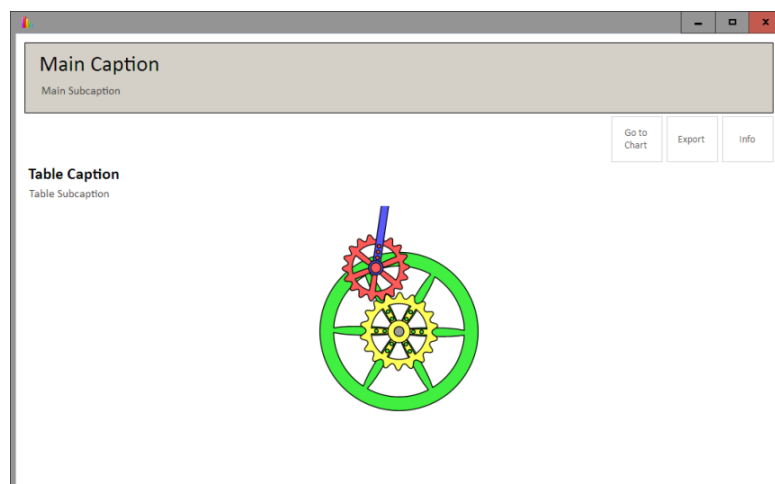 Main Caption
Main Subcaption
Go to
Chart
Export
Info
Table Caption
Table Subcaption